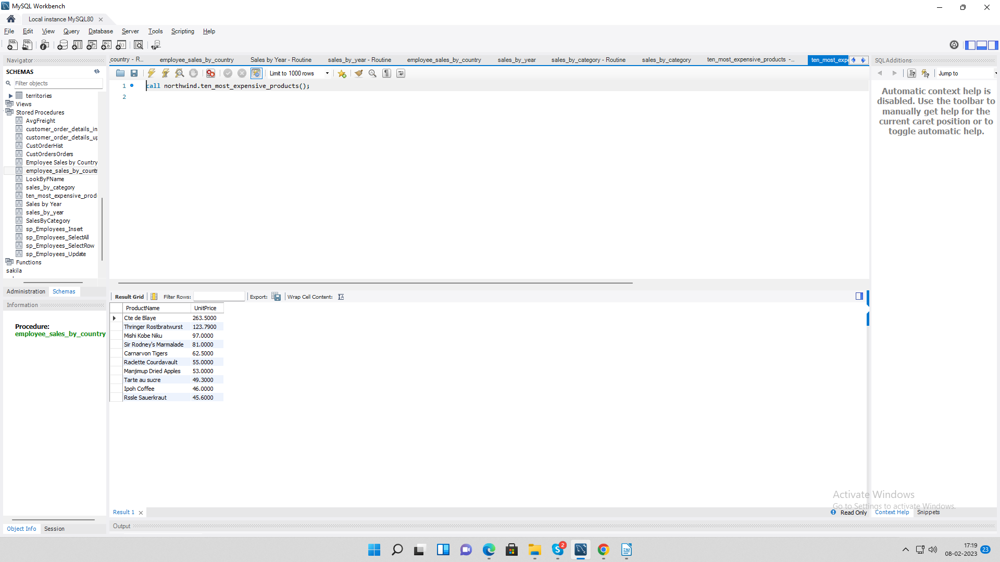 MySQL Workbench
Local instance MySQL80
File Edit View Query Database Server Tools Scripting Help
Navigator
SCHEMAS
Filter objects
territories
Views
Stored Procedures
AvgFreight
customer_order_details_in
customer_order_details_up
CustOrderHist
CustOrdersOrders
Employee Sales by Country
employee_sales_by_countr
LookByFName
sales_by_category
ten_most_expensive_prod
Sales by Year
sales_by_year
SalesByCategory
sp_Employees_Insert
sp_Employees_SelectAll
sp_Employees_SelectRow
sp_Employees_Update
Functions
sakila
Administration Schemas
Information
Procedure:
employee_sales_by_country
Object Info Session
_country - R... employee_sales_by_country Sales by Year - Routine sales_by_year - Routine employee_sales_by_country sales_by_year sales_by_category - Routine sales_by_category ten_most_expensive_products -... ten_most_exp
Limit to 1000 rows
1 call northwind.ten_most_expensive_products();
2
Result Grid Filter Rows: Export: Wrap Cell Content:
ProductName UnitPrice
Cte de Blaye 263.5000
Thringer Rostbratwurst 123.7900
Mishi Kobe Niku 97.0000
Sir Rodney's Marmalade 81.0000
Carnarvon Tigers 62.5000
Raclette Courdavault 55.0000
Manjimup Dried Apples 53.0000
Tarte au sucre 49.3000
Ipoh Coffee 46.0000
Rssle Sauerkraut 45.6000
Result 1
Read Only
Output
SQLAdditions
Jump to
Automatic context help is
disabled. Use the toolbar to
manually get help for the
current caret position or to
toggle automatic help.
Activate Windows
Go to Settings to activate Windows.
Context Help Snippets
2
17:19
08-02-2023
23